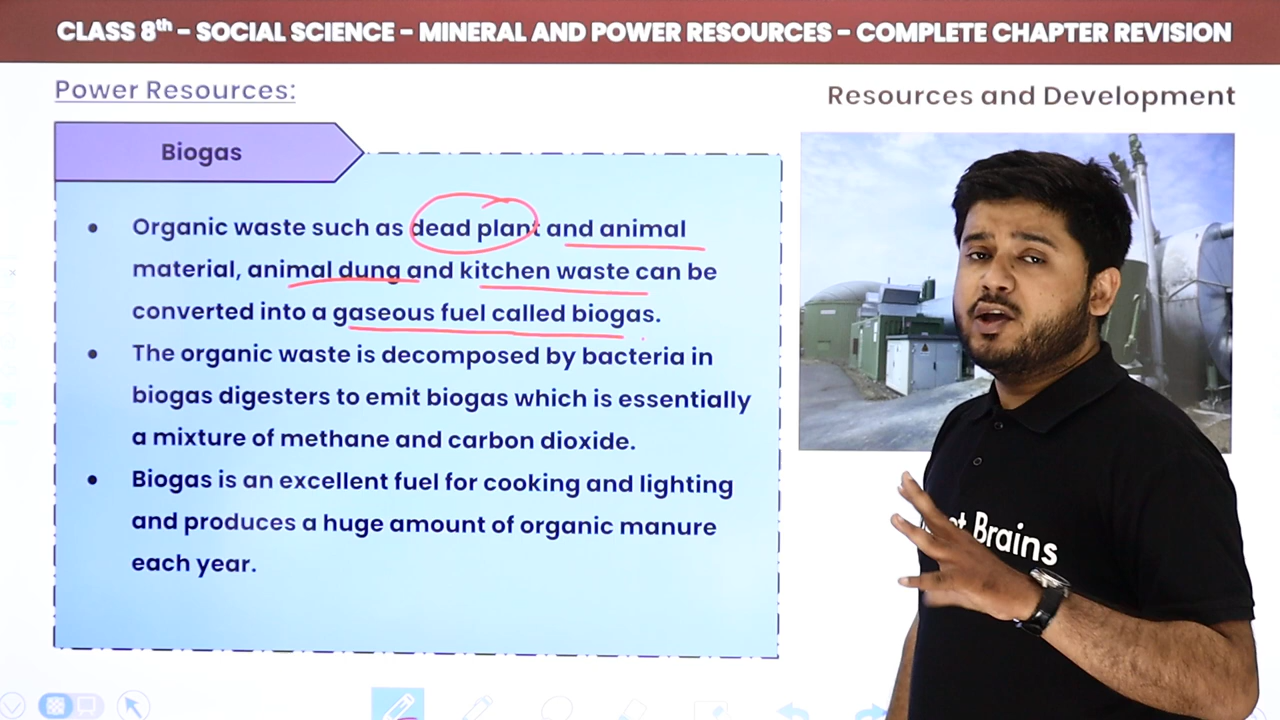 CLASS 8th – SOCIAL SCIENCE – MINERAL AND POWER RESOURCES – COMPLETE CHAPTER REVISION
Power Resources:
Resources and Development
Biogas
• Organic waste such as dead plant and animal
material, animal dung and kitchen waste can be
converted into a gaseous fuel called biogas.
• The organic waste is decomposed by bacteria in
biogas digesters to emit biogas which is essentially
a mixture of methane and carbon dioxide.
• Biogas is an excellent fuel for cooking and lighting
and produces a huge amount of organic manure
each year.
Brains